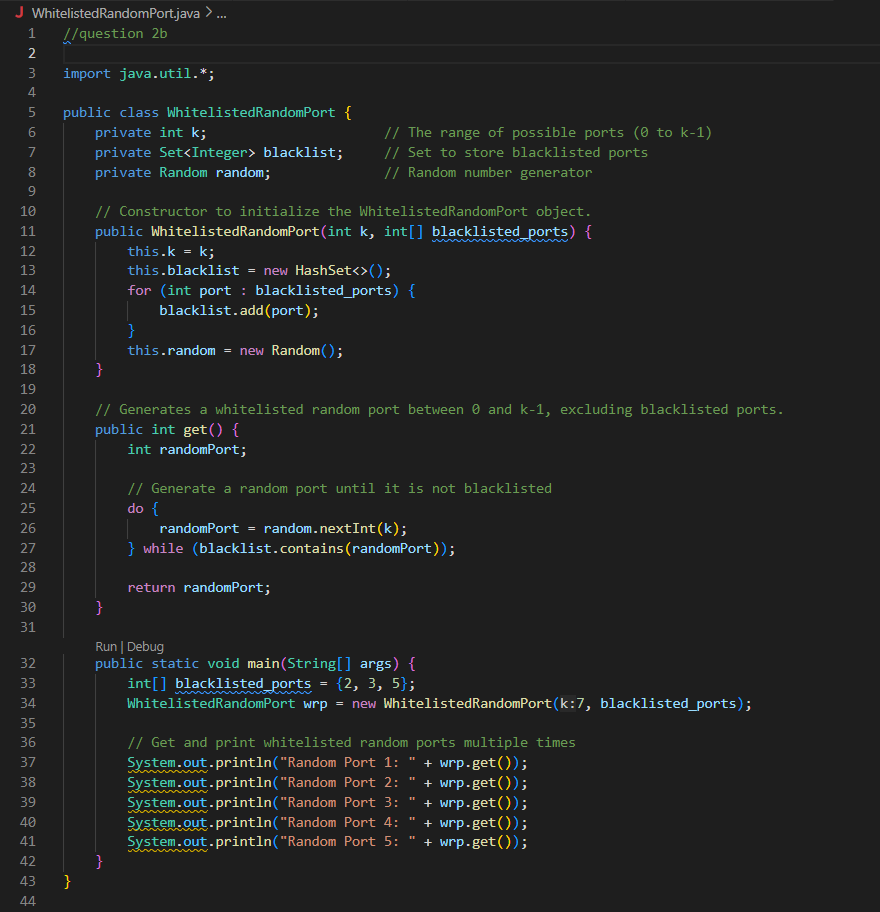 J WhitelistedRandomPort.java > ...
1 //question 2b
2
3 import java.util.*;
4
5 public class WhitelistedRandomPort {
6     private int k;                      // The range of possible ports (0 to k-1)
7     private Set<Integer> blacklist;     // Set to store blacklisted ports
8     private Random random;              // Random number generator
9
10     // Constructor to initialize the WhitelistedRandomPort object.
11     public WhitelistedRandomPort(int k, int[] blacklisted_ports) {
12         this.k = k;
13         this.blacklist = new HashSet<>();
14         for (int port : blacklisted_ports) {
15             blacklist.add(port);
16         }
17         this.random = new Random();
18     }
19
20     // Generates a whitelisted random port between 0 and k-1, excluding blacklisted ports.
21     public int get() {
22         int randomPort;
23
24         // Generate a random port until it is not blacklisted
25         do {
26             randomPort = random.nextInt(k);
27         } while (blacklist.contains(randomPort));
28
29         return randomPort;
30     }
31
Run | Debug
32     public static void main(String[] args) {
33         int[] blacklisted_ports = {2, 3, 5};
34         WhitelistedRandomPort wrp = new WhitelistedRandomPort(k:7, blacklisted_ports);
35
36         // Get and print whitelisted random ports multiple times
37         System.out.println("Random Port 1: " + wrp.get());
38         System.out.println("Random Port 2: " + wrp.get());
39         System.out.println("Random Port 3: " + wrp.get());
40         System.out.println("Random Port 4: " + wrp.get());
41         System.out.println("Random Port 5: " + wrp.get());
42     }
43 }
44